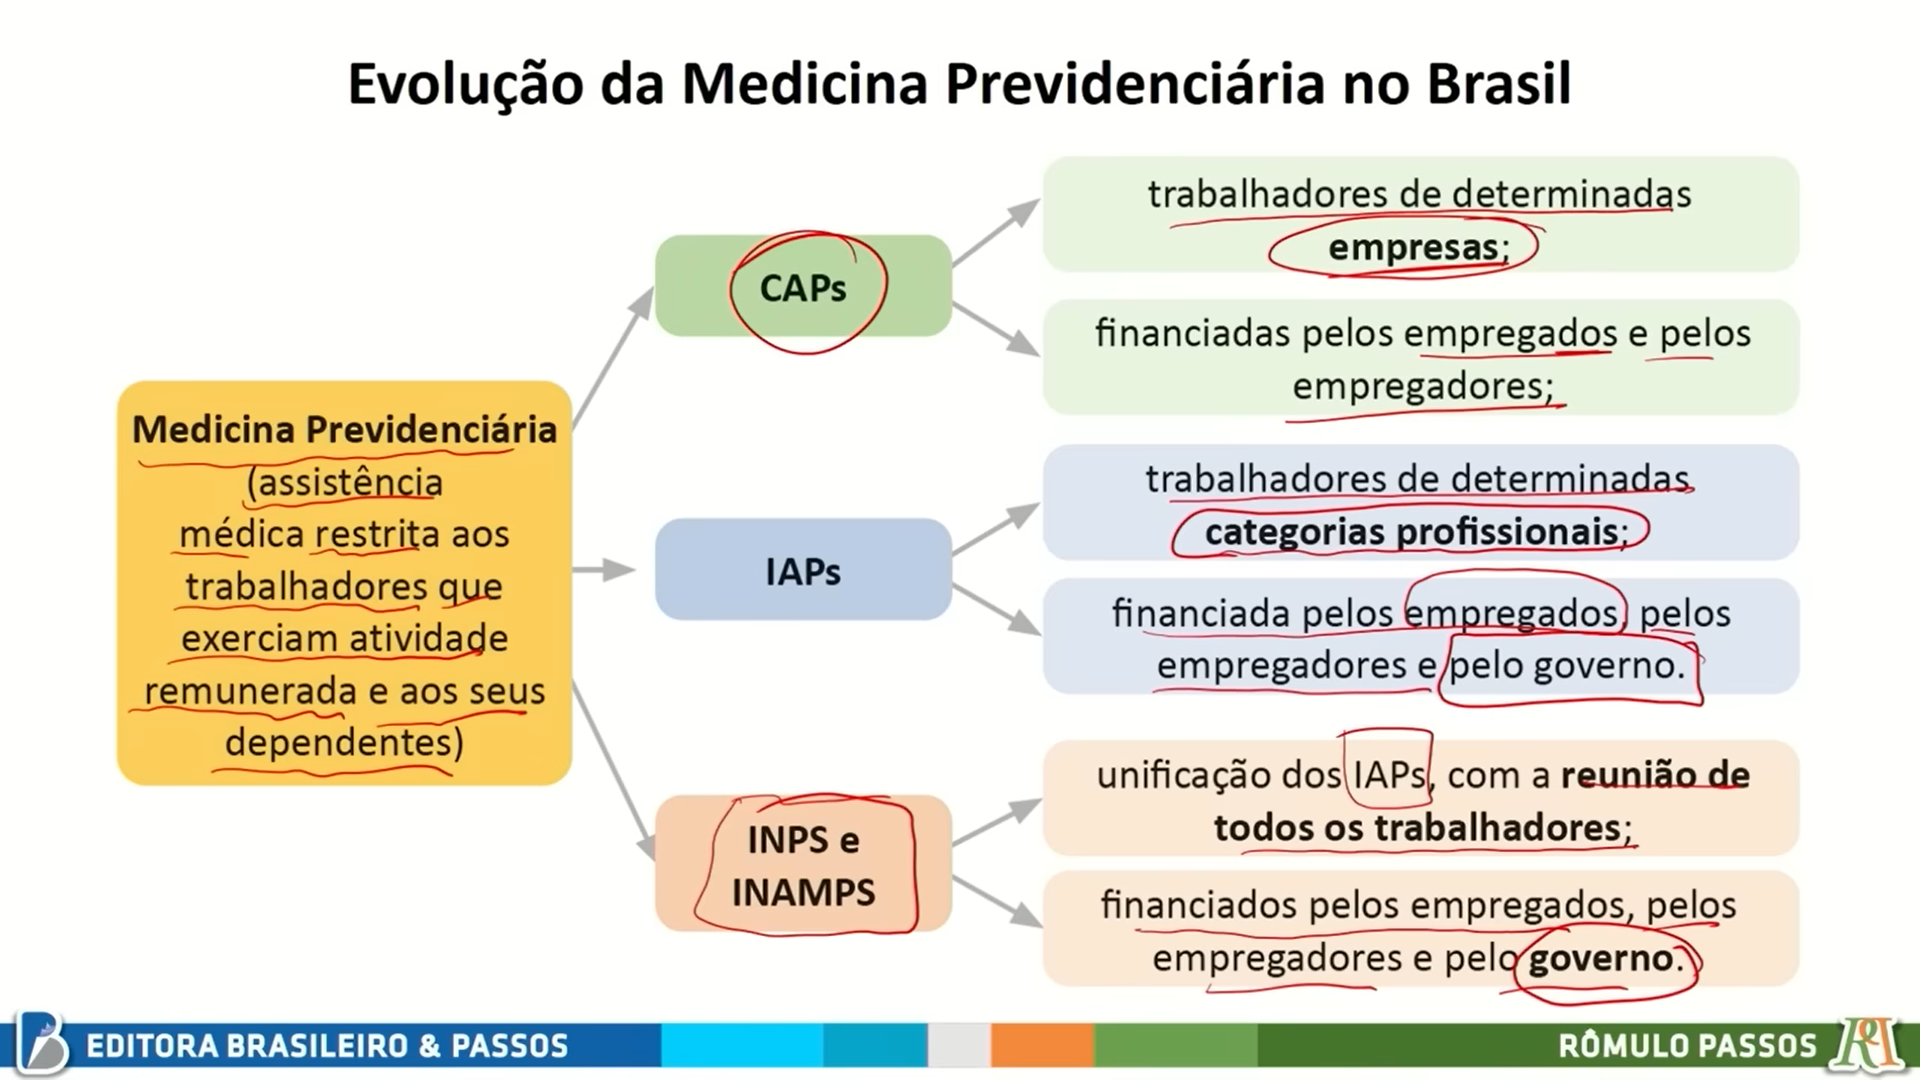 Evolução da Medicina Previdenciária no Brasil
Medicina Previdenciária
(assistência
médica restrita aos
trabalhadores que
exerciam atividade
remunerada e aos seus
dependentes)
CAPs
trabalhadores de determinadas
empresas;
financiadas pelos empregados e pelos
empregadores;
IAPs
trabalhadores de determinadas
categorias profissionais;
financiada pelos empregados, pelos
empregadores e pelo governo.
INPS e
INAMPS
unificação dos IAPs, com a reunião de
todos os trabalhadores;
financiados pelos empregados, pelos
empregadores e pelo governo.
EDITORA BRASILEIRO & PASSOS
RÔMULO PASSOS